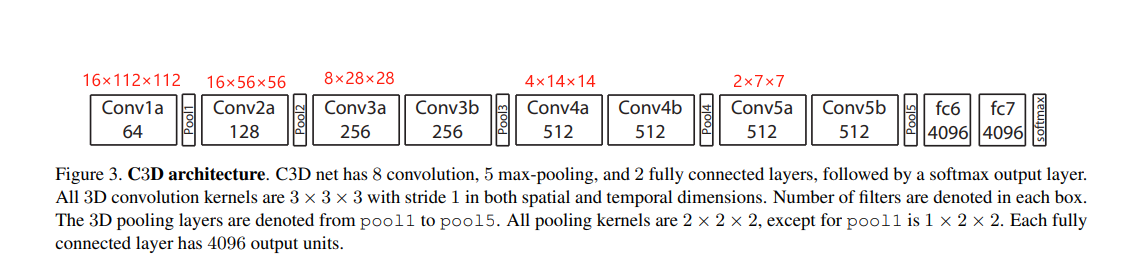 16×112×112 16×56×56 8×28×28 4×14×14 2×7×7
Conv1a Pool1 Conv2a Pool2 Conv3a Conv3b Pool3 Conv4a Conv4b Pool4 Conv5a Conv5b Pool5 fc6 fc7 softmax
64 128 256 256 512 512 512 512 4096 4096
Figure 3. C3D architecture. C3D net has 8 convolution, 5 max-pooling, and 2 fully connected layers, followed by a softmax output layer.
All 3D convolution kernels are 3 × 3 × 3 with stride 1 in both spatial and temporal dimensions. Number of filters are denoted in each box.
The 3D pooling layers are denoted from pool1 to pool5. All pooling kernels are 2 × 2 × 2, except for pool1 is 1 × 2 × 2. Each fully
connected layer has 4096 output units.